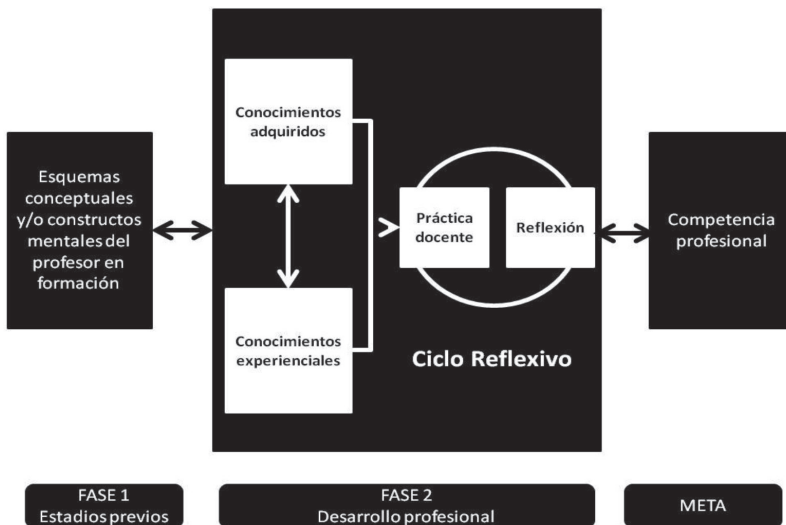 Esquemas
conceptuales
y/o constructos
mentales del
profesor en
formación
Conocimientos
adquiridos
Conocimientos
experienciales
Práctica
docente
Reflexión
Ciclo Reflexivo
Competencia
profesional
FASE 1
Estadios previos
FASE 2
Desarrollo profesional
META